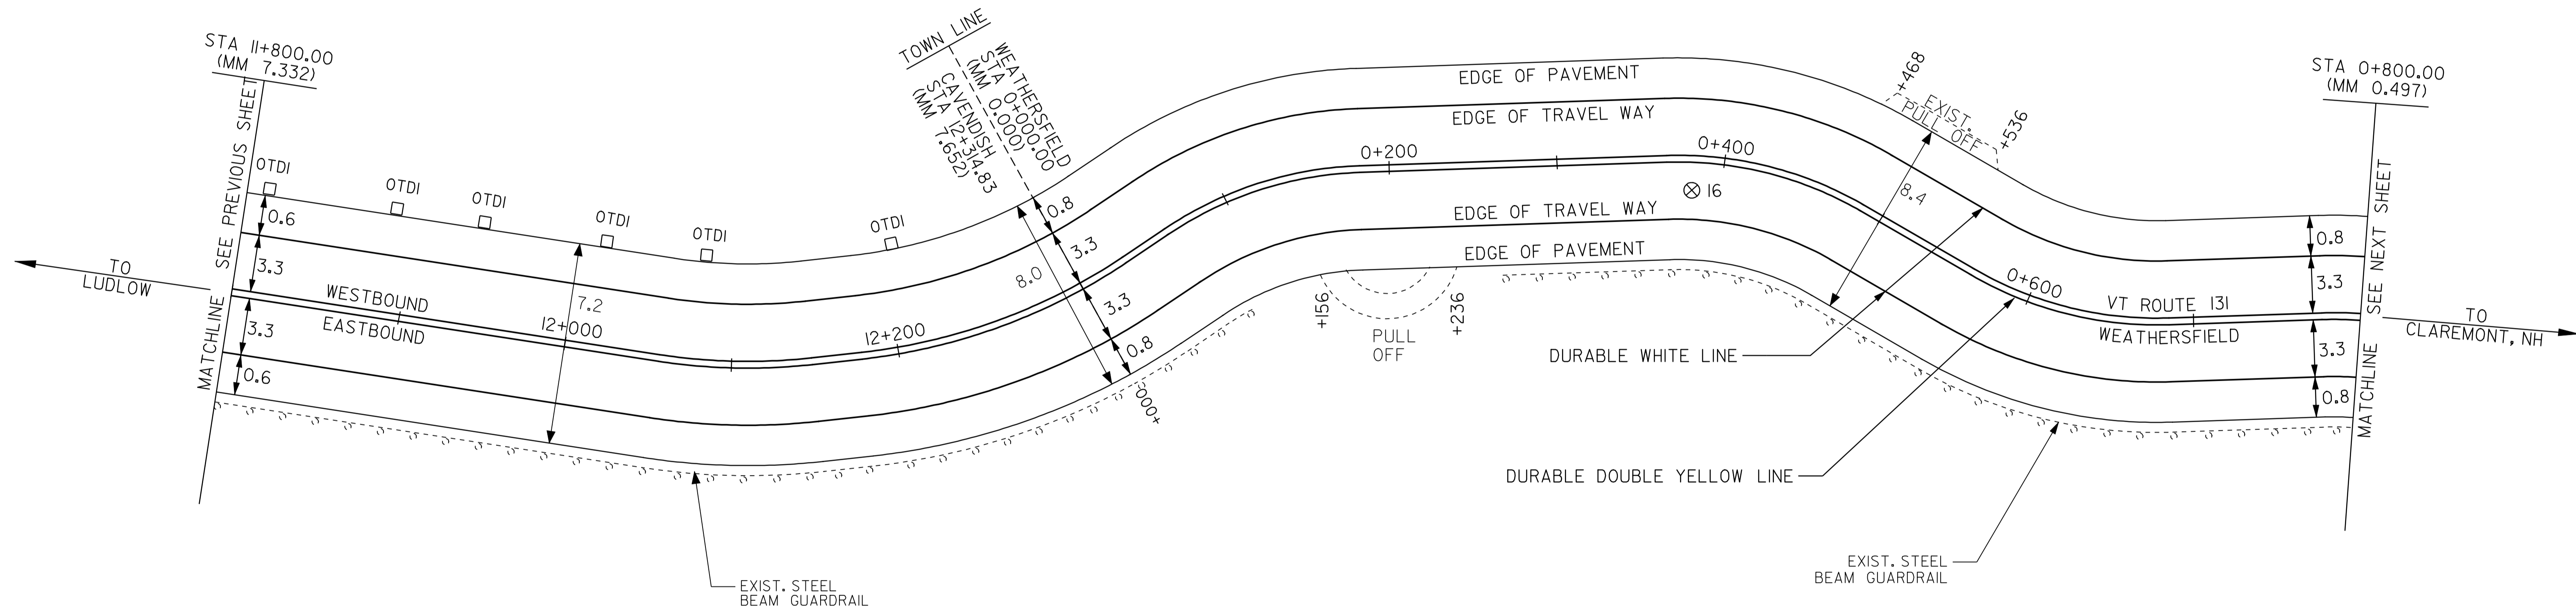 STA 11+800.00
(MM 7.332)
MATCHLINE SEE PREVIOUS SHEET
TO
LUDLOW
OTDI
OTDI
OTDI
OTDI
OTDI
OTDI
0.6
3.3
3.3
0.6
WESTBOUND
EASTBOUND
7.2
12+000
12+200
EXIST. STEEL
BEAM GUARDRAIL
TOWN LINE
WEATHERSFIELD
STA 0+000.00
(MM 0.000)
CAVENDISH
STA 12+314.83
(MM 7.652)
0.8
3.3
8.0
3.3
0.8
+000
EDGE OF PAVEMENT
EDGE OF TRAVEL WAY
0+200
0+400
16
EDGE OF TRAVEL WAY
EDGE OF PAVEMENT
+156
+236
PULL
OFF
+468
EXIST.
PULL OFF
+536
8.4
DURABLE WHITE LINE
DURABLE DOUBLE YELLOW LINE
0+600
VT ROUTE 131
WEATHERSFIELD
EXIST. STEEL
BEAM GUARDRAIL
STA 0+800.00
(MM 0.497)
0.8
3.3
3.3
0.8
MATCHLINE SEE NEXT SHEET
TO
CLAREMONT, NH